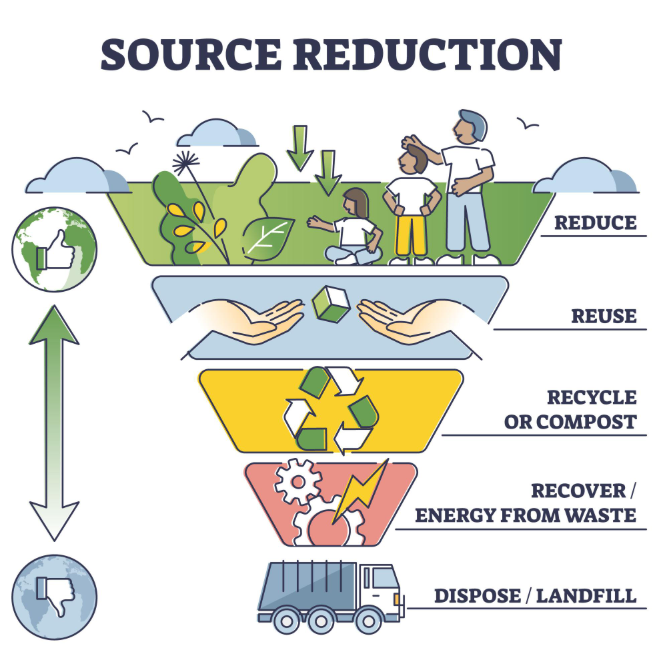 SOURCE REDUCTION
REDUCE
REUSE
RECYCLE
OR COMPOST
RECOVER /
ENERGY FROM WASTE
DISPOSE / LANDFILL